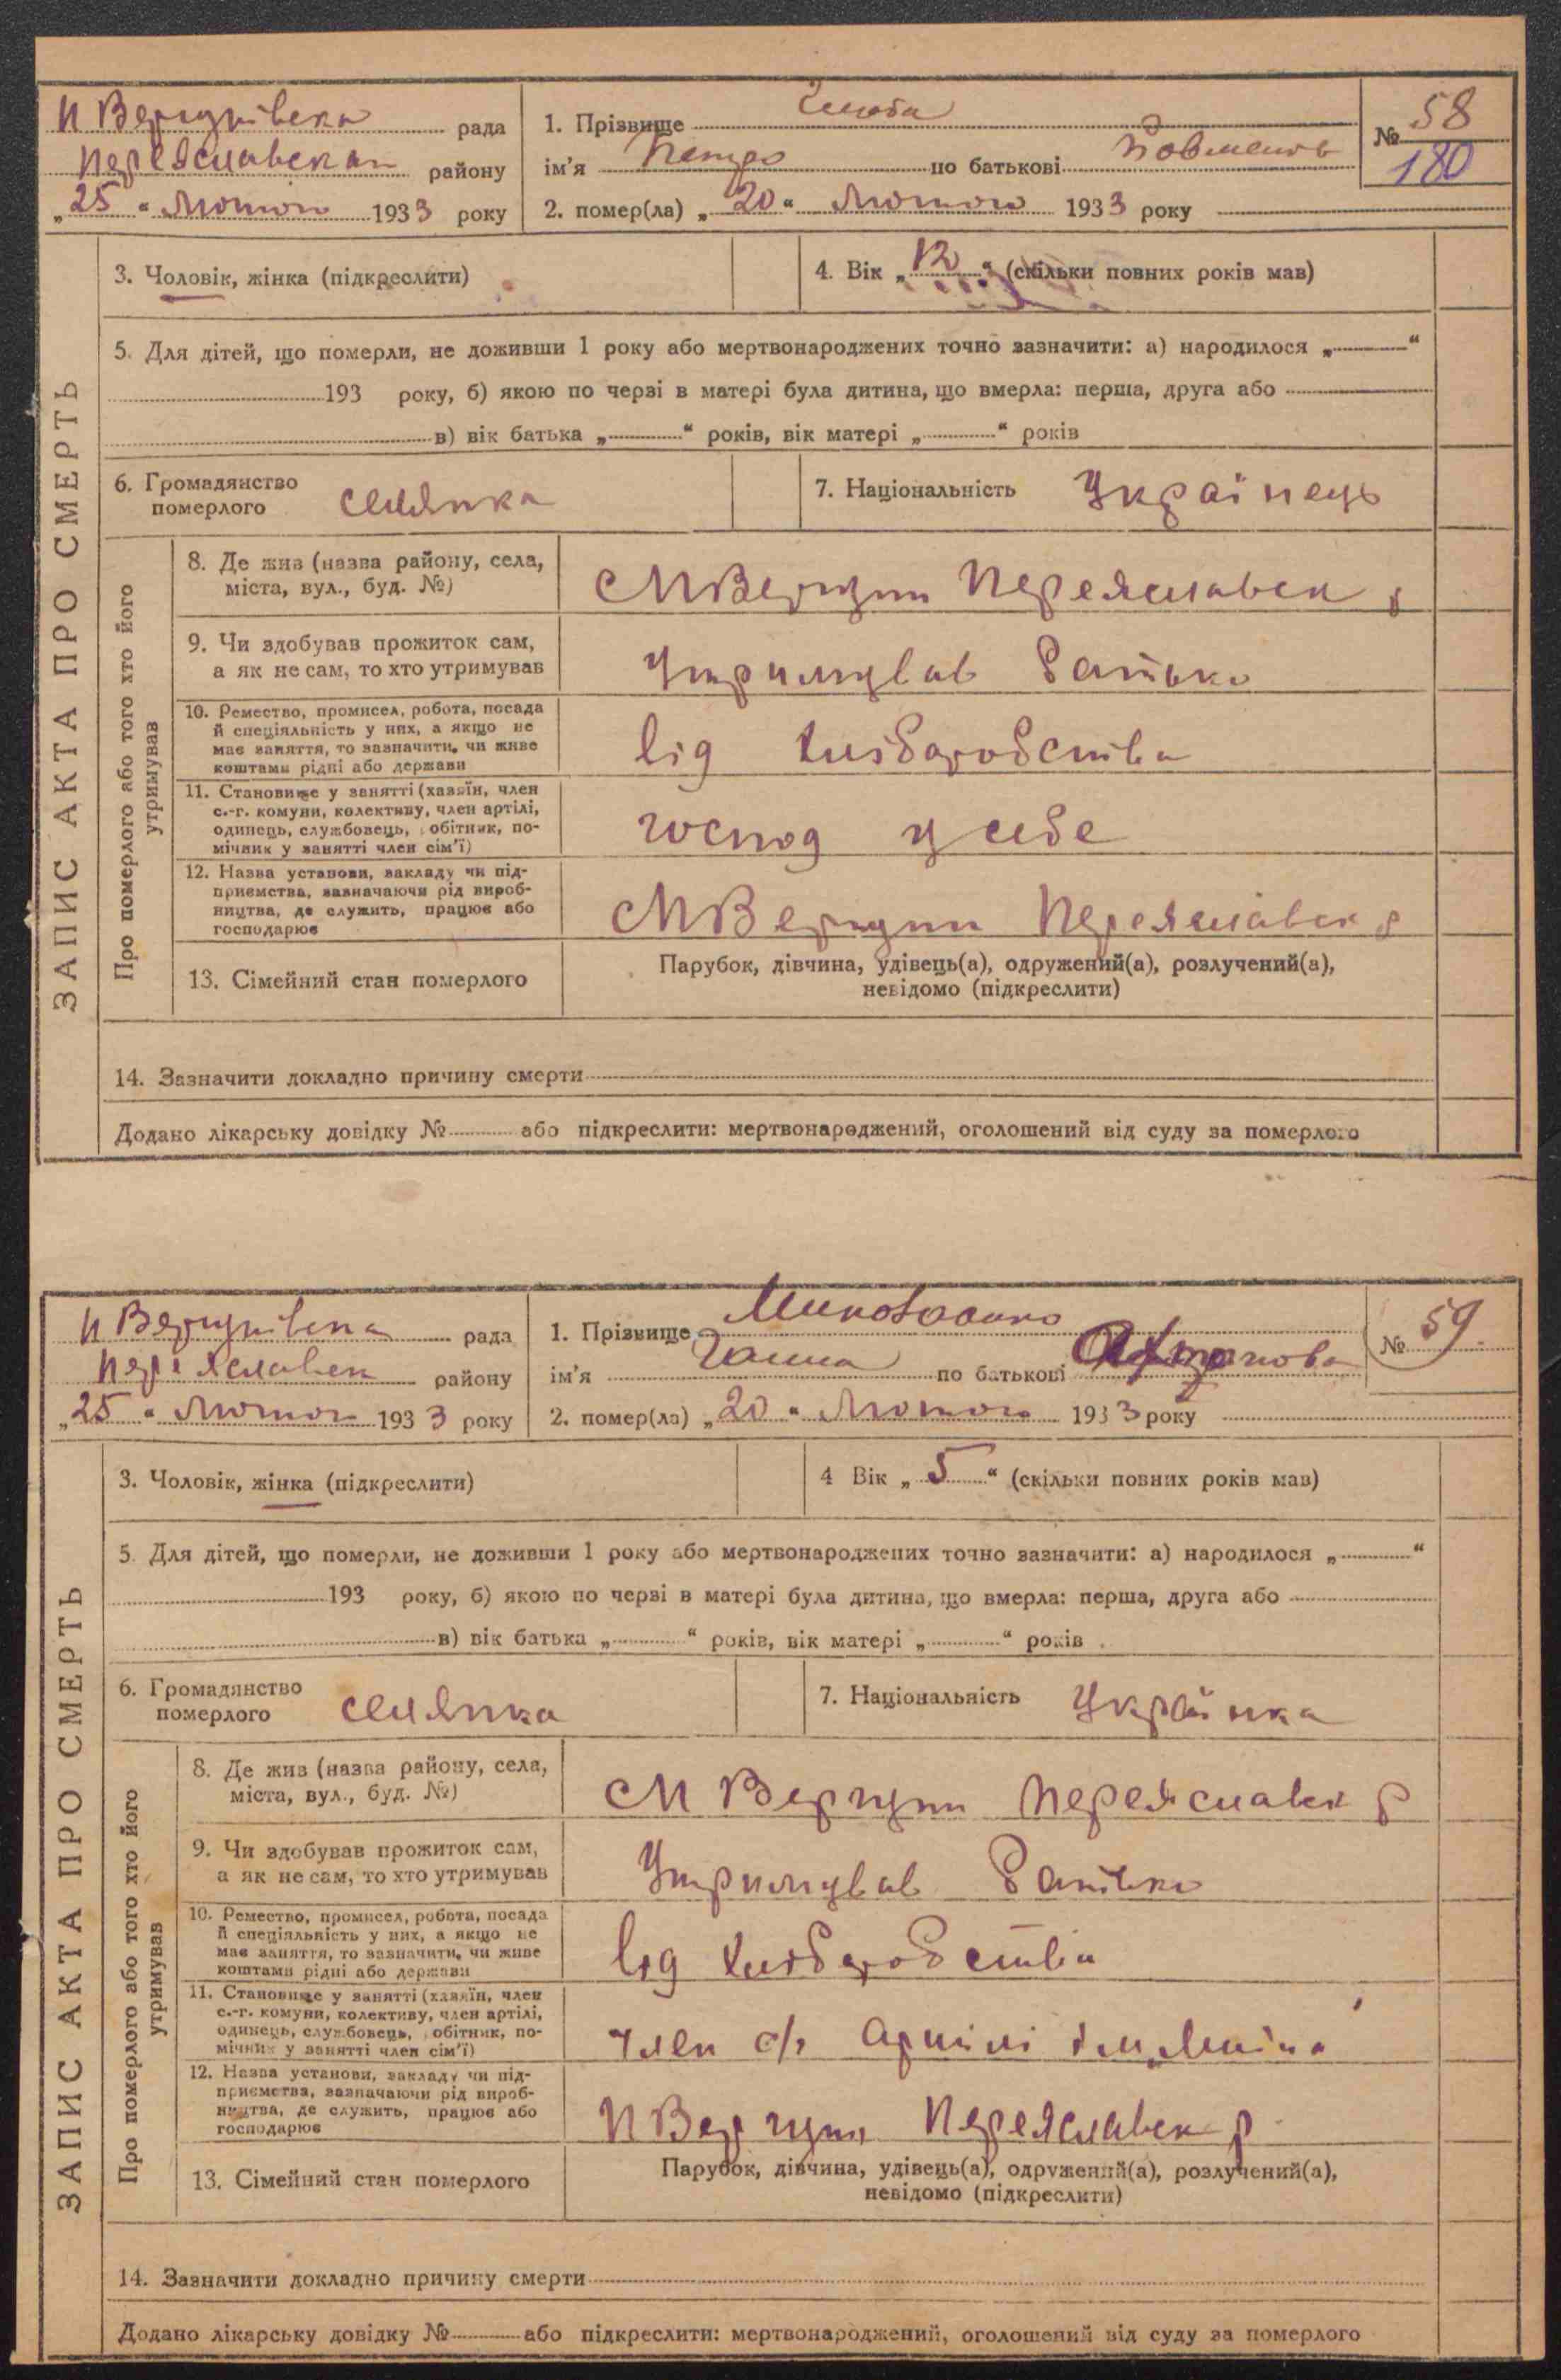 ЗАПИС АКТА ПРО СМЕРТЬ
рада
району
„25“ Лютого 1933 року
1. Прізвище
ім'я Петро по батькові
2. помер(ла) „20“ Лютого 1933 року
№ 58
180
3. Чоловік, жінка (підкреслити)
4. Вік „12“ (скільки повних років мав)
5. Для дітей, що померли, не доживши 1 року або мертвонароджених точно зазначити: а) народилося „ “
193 року, б) якою по черзі в матері була дитина, що вмерла: перша, друга або
в) вік батька „ “ років, вік матері „ “ років
6. Громадянство
померлого селянка
7. Національність Українець
Про померлого або того хто його
утримував
8. Де жив (назва району, села,
міста, вул., буд. №)
9. Чи здобував прожиток сам,
а як не сам, то хто утримував
Утримував батько
10. Ремество, промисел, робота, посада
й спеціяльність у них, а якщо не
має заняття, то зазначити, чи живе
коштами рідні або держави
від хліборобства
11. Становище у занятті (хазяїн, член
с.-г. комуни, колективу, член артілі,
одинець, службовець, обітник, по-
мічник у занятті член сім'ї)
господ у себе
12. Назва установи, закладу чи під-
приємства, зазначаючи рід вироб-
ництва, де служить, працює або
господарює
13. Сімейний стан померлого
Парубок, дівчина, удівець(а), одружений(а), розлучений(а),
невідомо (підкреслити)
14. Зазначити докладно причину смерти
Додано лікарську довідку № або підкреслити: мертвонароджений, оголошений від суду за померлого
ЗАПИС АКТА ПРО СМЕРТЬ
рада
району
„25“ Лютого 1933 року
1. Прізвище
ім'я Ганна по батькові
2. помер(ла) „20“ Лютого 1933 року
№ 59
3. Чоловік, жінка (підкреслити)
4 Вік „5“ (скільки повних років мав)
5. Для дітей, що померли, не доживши 1 року або мертвонароджених точно зазначити: а) народилося „ “
193 року, б) якою по черзі в матері була дитина, що вмерла: перша, друга або
в) вік батька „ “ років, вік матері „ “ років
6. Громадянство
померлого селянка
7. Національність Українка
Про померлого або того хто його
утримував
8. Де жив (назва району, села,
міста, вул., буд. №)
9. Чи здобував прожиток сам,
а як не сам, то хто утримував
Утримував батько
10. Ремество, промисел, робота, посада
й спеціяльність у них, а якщо не
має заняття, то зазначити, чи живе
коштами рідні або держави
від хліборобства
11. Становище у занятті (хазяїн, член
с.-г. комуни, колективу, член артілі,
одинець, службовець, обітник, по-
мічник у занятті член сім'ї)
член с/г артілі
12. Назва установи, закладу чи під-
приємства, зазначаючи рід вироб-
ництва, де служить, працює або
господарює
13. Сімейний стан померлого
Парубок, дівчина, удівець(а), одружений(а), розлучений(а),
невідомо (підкреслити)
14. Зазначити докладно причину смерти
Додано лікарську довідку № або підкреслити: мертвонароджений, оголошений від суду за померлого